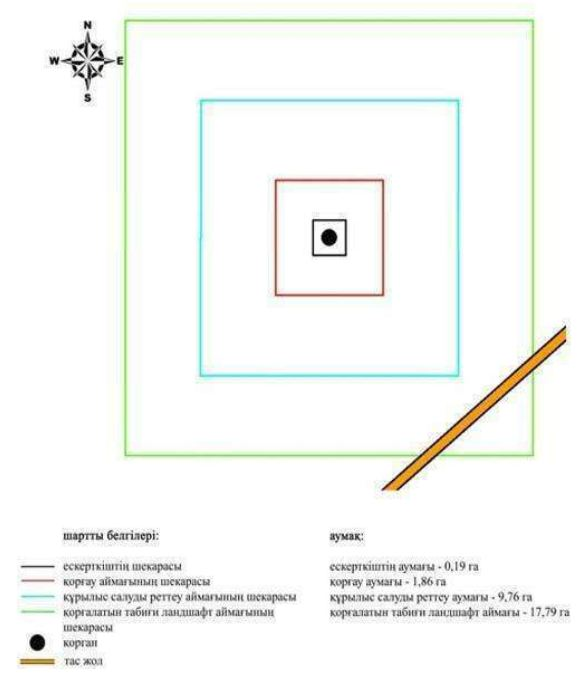 N
W E
S
шартты белгілері:
ескерткіштің шекарасы
қорғау аймағының шекарасы
құрылыс салуды реттеу аймағының шекарасы
қорғалатын табиғи ландшафт аймағының
шекарасы
қорған
тас жол
аумақ:
ескерткіштің аумағы - 0,19 га
қорғау аумағы - 1,86 га
құрылыс салуды реттеу аумағы - 9,76 га
қорғалатын табиғи ландшафт аймағы - 17,79 га